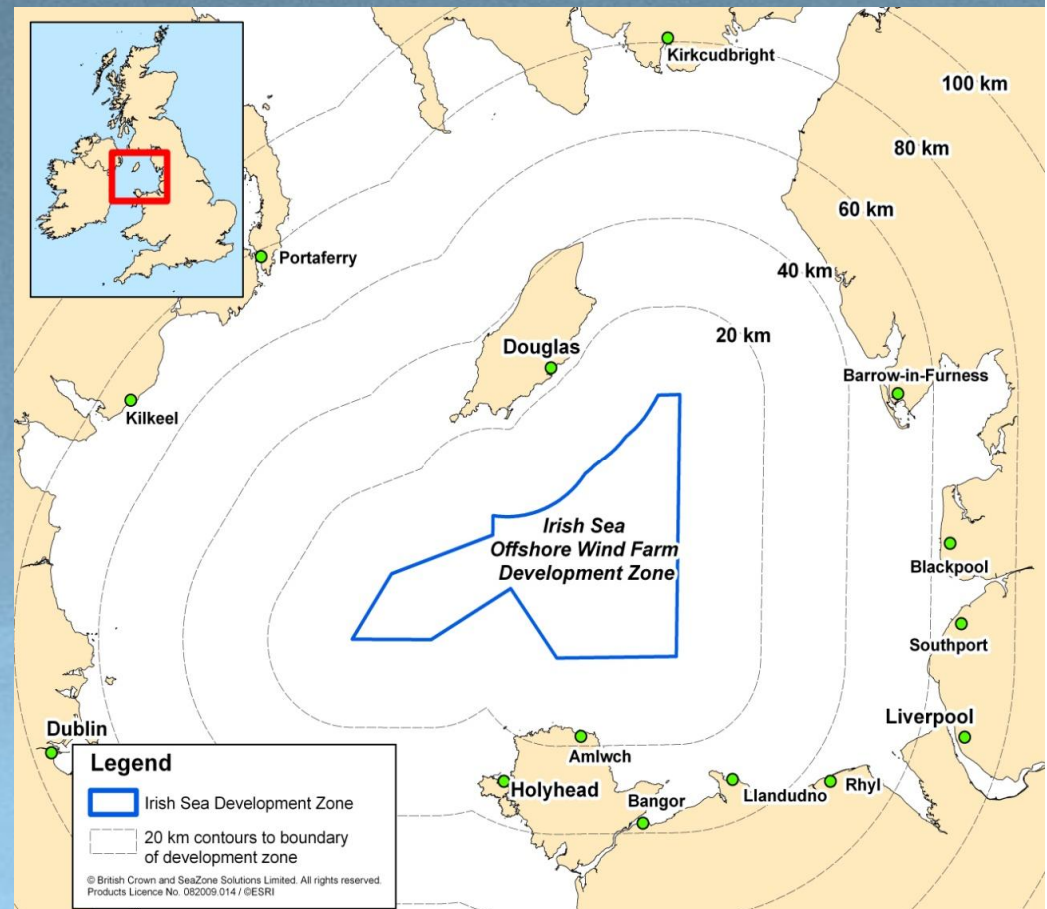 Kirkcudbright
100 km
80 km
60 km
40 km
20 km
Portaferry
Douglas
Barrow-in-Furness
Kilkeel
Irish Sea
Offshore Wind Farm
Development Zone
Blackpool
Southport
Liverpool
Dublin
Amlwch
Holyhead
Bangor
Llandudno
Rhyl
Legend
Irish Sea Development Zone
20 km contours to boundary
of development zone
© British Crown and SeaZone Solutions Limited. All rights reserved.
Products Licence No. 082009.014 / ©ESRI